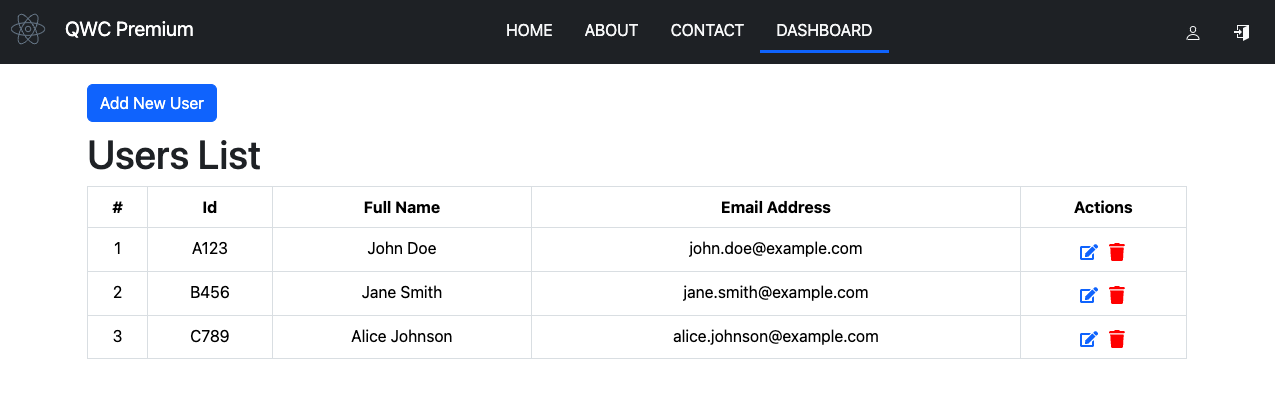 QWC Premium HOME ABOUT CONTACT DASHBOARD
Add New User
Users List
# Id Full Name Email Address Actions
1 A123 John Doe john.doe@example.com
2 B456 Jane Smith jane.smith@example.com
3 C789 Alice Johnson alice.johnson@example.com